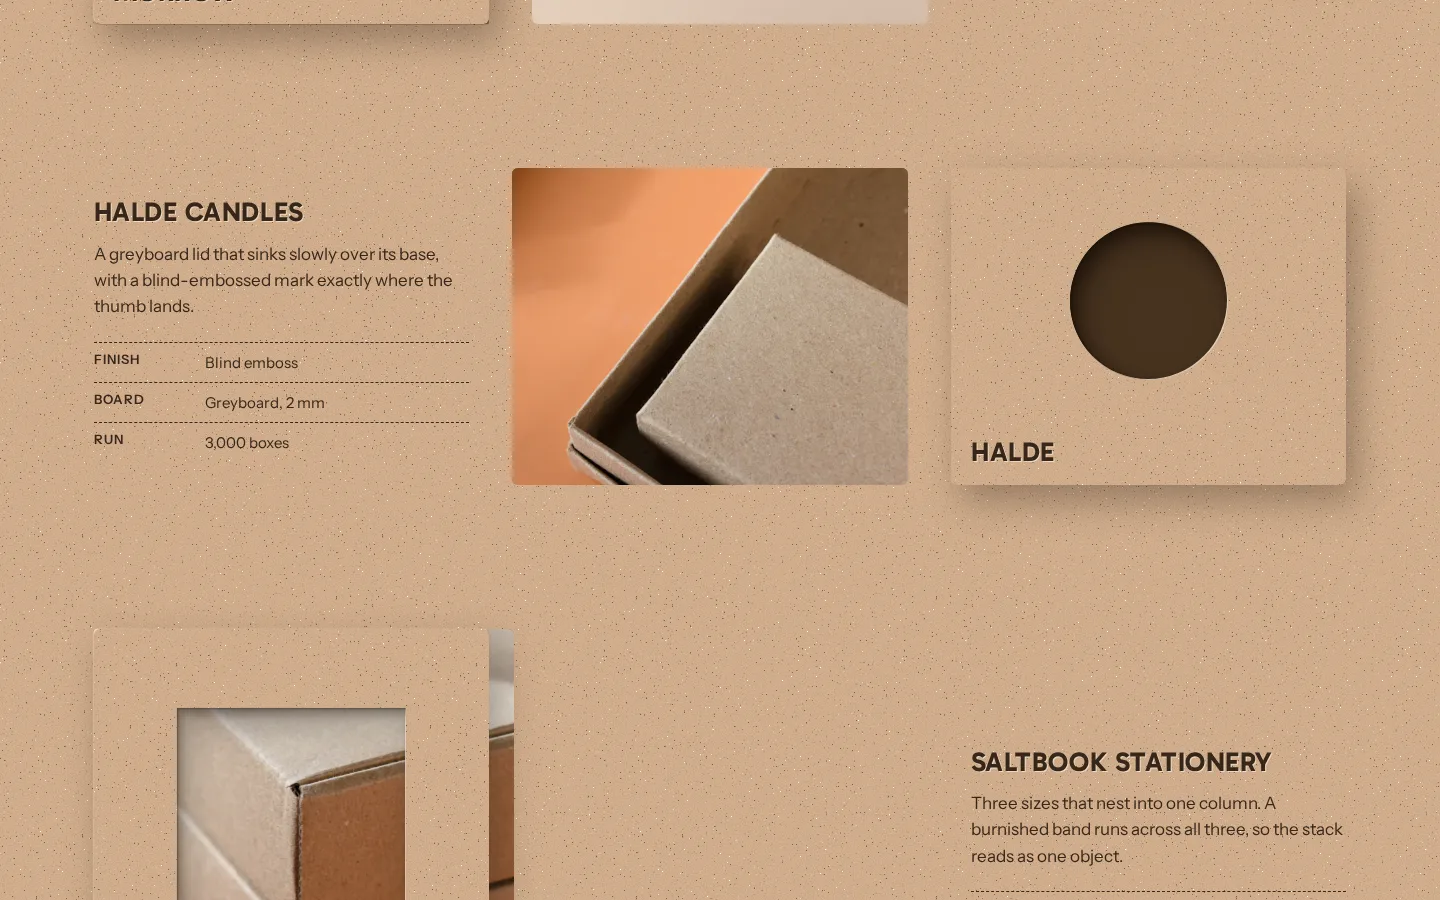 HALDE CANDLES
A greyboard lid that sinks slowly over its base,
with a blind-embossed mark exactly where the
thumb lands.
FINISH Blind emboss
BOARD Greyboard, 2 mm
RUN 3,000 boxes
HALDE
SALTBOOK STATIONERY
Three sizes that nest into one column. A
burnished band runs across all three, so the stack
reads as one object.